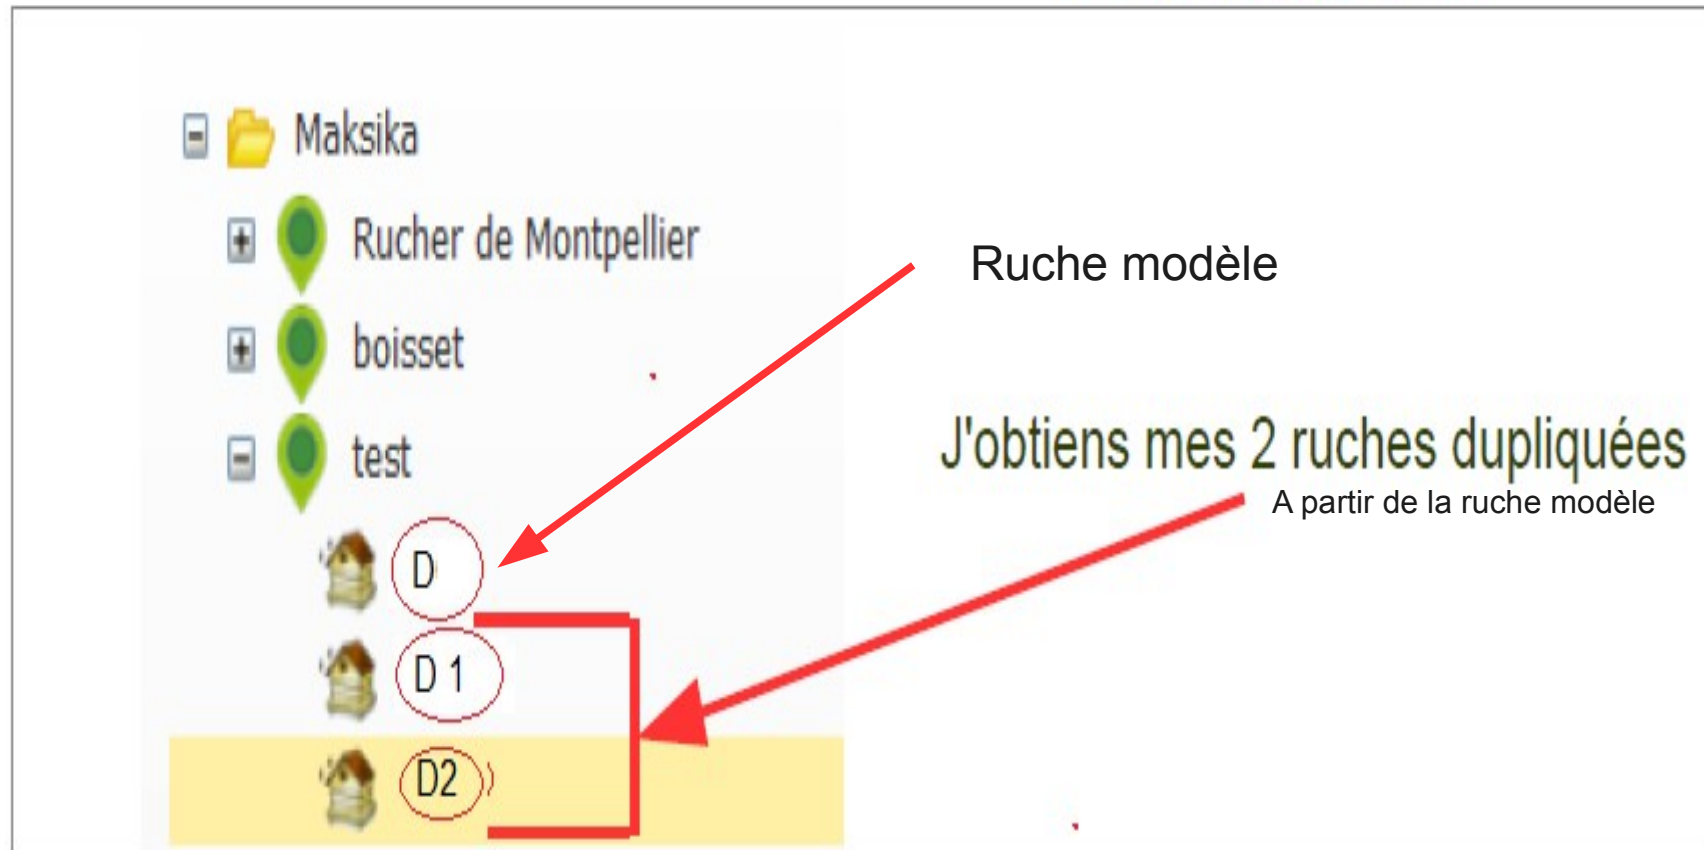 Maksika
Rucher de Montpellier
Ruche modèle
boisset
J'obtiens mes 2 ruches dupliquées
test
A partir de la ruche modèle
D
D 1
D2